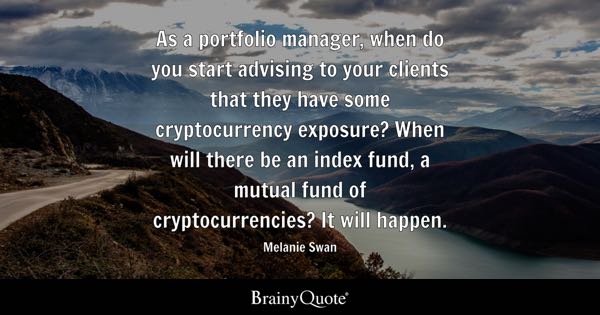 As a portfolio manager, when do
you start advising to your clients
that they have some
cryptocurrency exposure? When
will there be an index fund, a
mutual fund of
cryptocurrencies? It will happen.
Melanie Swan
BrainyQuote®